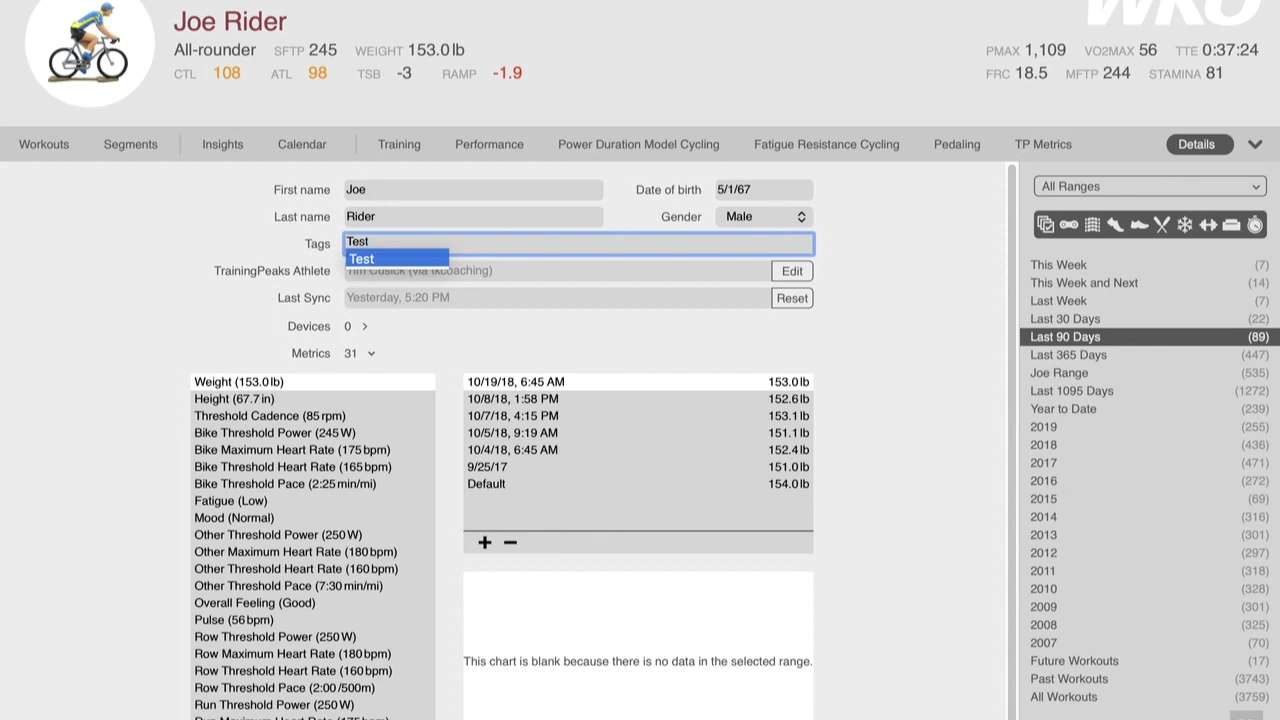 WKO
Joe Rider
All-rounder SFTP 245 WEIGHT 153.0 lb
CTL 108 ATL 98 TSB -3 RAMP -1.9
PMAX 1,109 VO2MAX 56 TTE 0:37:24
FRC 18.5 MFTP 244 STAMINA 81
Workouts Segments Insights Calendar Training Performance Power Duration Model Cycling Fatigue Resistance Cycling Pedaling TP Metrics Details
First name Joe Date of birth 5/1/67
Last name Rider Gender Male
Tags Test
Test
TrainingPeaks Athlete Tim Cusick (via tkcoaching) Edit
Last Sync Yesterday, 5:20 PM Reset
Devices 0 >
Metrics 31
Weight (153.0 lb)
Height (67.7 in)
Threshold Cadence (85 rpm)
Bike Threshold Power (245 W)
Bike Maximum Heart Rate (175 bpm)
Bike Threshold Heart Rate (165 bpm)
Bike Threshold Pace (2:25 min/mi)
Fatigue (Low)
Mood (Normal)
Other Threshold Power (250 W)
Other Maximum Heart Rate (180 bpm)
Other Threshold Heart Rate (160 bpm)
Other Threshold Pace (7:30 min/mi)
Overall Feeling (Good)
Pulse (56 bpm)
Row Threshold Power (250 W)
Row Maximum Heart Rate (180 bpm)
Row Threshold Heart Rate (160 bpm)
Row Threshold Pace (2:00 /500m)
Run Threshold Power (250 W)
Run Maximum Heart Rate (175 bpm)
10/19/18, 6:45 AM 153.0 lb
10/8/18, 1:58 PM 152.6 lb
10/7/18, 4:15 PM 153.1 lb
10/5/18, 9:19 AM 151.1 lb
10/4/18, 6:45 AM 152.4 lb
9/25/17 151.0 lb
Default 154.0 lb
+ −
This chart is blank because there is no data in the selected range.
All Ranges
This Week (7)
This Week and Next (14)
Last Week (7)
Last 30 Days (22)
Last 90 Days (89)
Last 365 Days (447)
Joe Range (535)
Last 1095 Days (1272)
Year to Date (239)
2019 (255)
2018 (436)
2017 (471)
2016 (272)
2015 (69)
2014 (316)
2013 (301)
2012 (297)
2011 (318)
2010 (328)
2009 (301)
2008 (325)
2007 (70)
Future Workouts (17)
Past Workouts (3743)
All Workouts (3759)